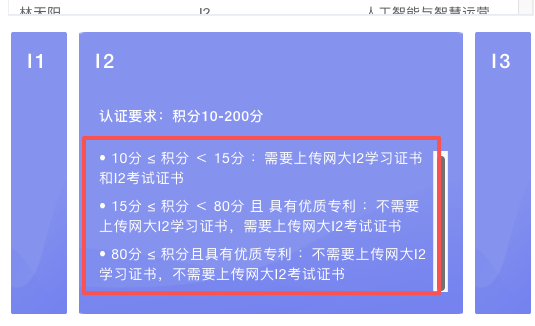 林天阳 I2 人工智能与智慧运营
I1
I2
I3
认证要求：积分10-200分
• 10分 ≤ 积分 ＜ 15分 ：需要上传网大I2学习证书
和I2考试证书
• 15分 ≤ 积分 ＜ 80分 且 具有优质专利 ：不需要
上传网大I2学习证书，需要上传网大I2考试证书
• 80分 ≤ 积分且具有优质专利 ：不需要上传网大I2
学习证书，不需要上传网大I2考试证书